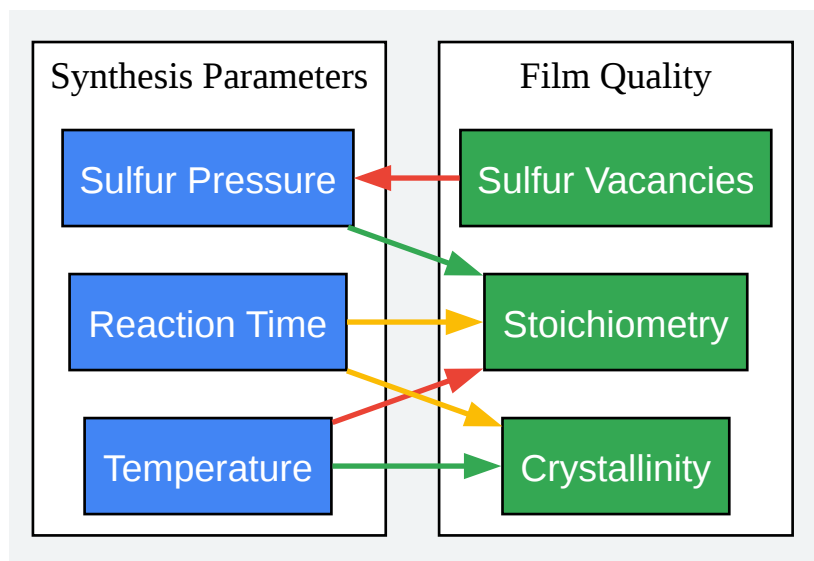 Synthesis Parameters
Film Quality
Sulfur Pressure
Sulfur Vacancies
Reaction Time
Stoichiometry
Temperature
Crystallinity